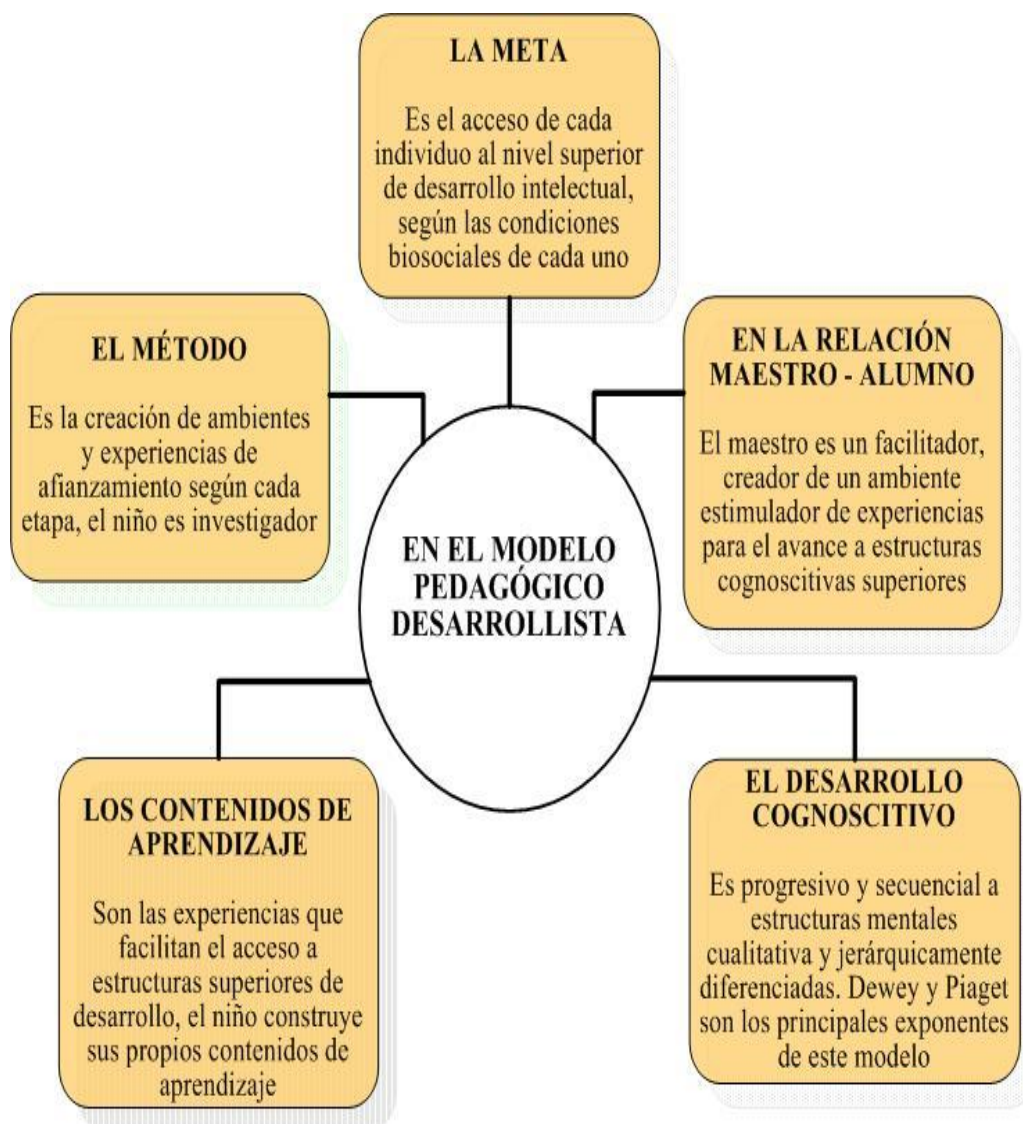 LA META
Es el acceso de cada
individuo al nivel superior
de desarrollo intelectual,
según las condiciones
biosociales de cada uno
EL MÉTODO
Es la creación de ambientes
y experiencias de
afianzamiento según cada
etapa, el niño es investigador
EN LA RELACIÓN
MAESTRO - ALUMNO
El maestro es un facilitador,
creador de un ambiente
estimulador de experiencias
para el avance a estructuras
cognoscitivas superiores
EN EL MODELO
PEDAGÓGICO
DESARROLLISTA
LOS CONTENIDOS DE
APRENDIZAJE
Son las experiencias que
facilitan el acceso a
estructuras superiores de
desarrollo, el niño construye
sus propios contenidos de
aprendizaje
EL DESARROLLO
COGNOSCITIVO
Es progresivo y secuencial a
estructuras mentales
cualitativa y jerárquicamente
diferenciadas. Dewey y Piaget
son los principales exponentes
de este modelo